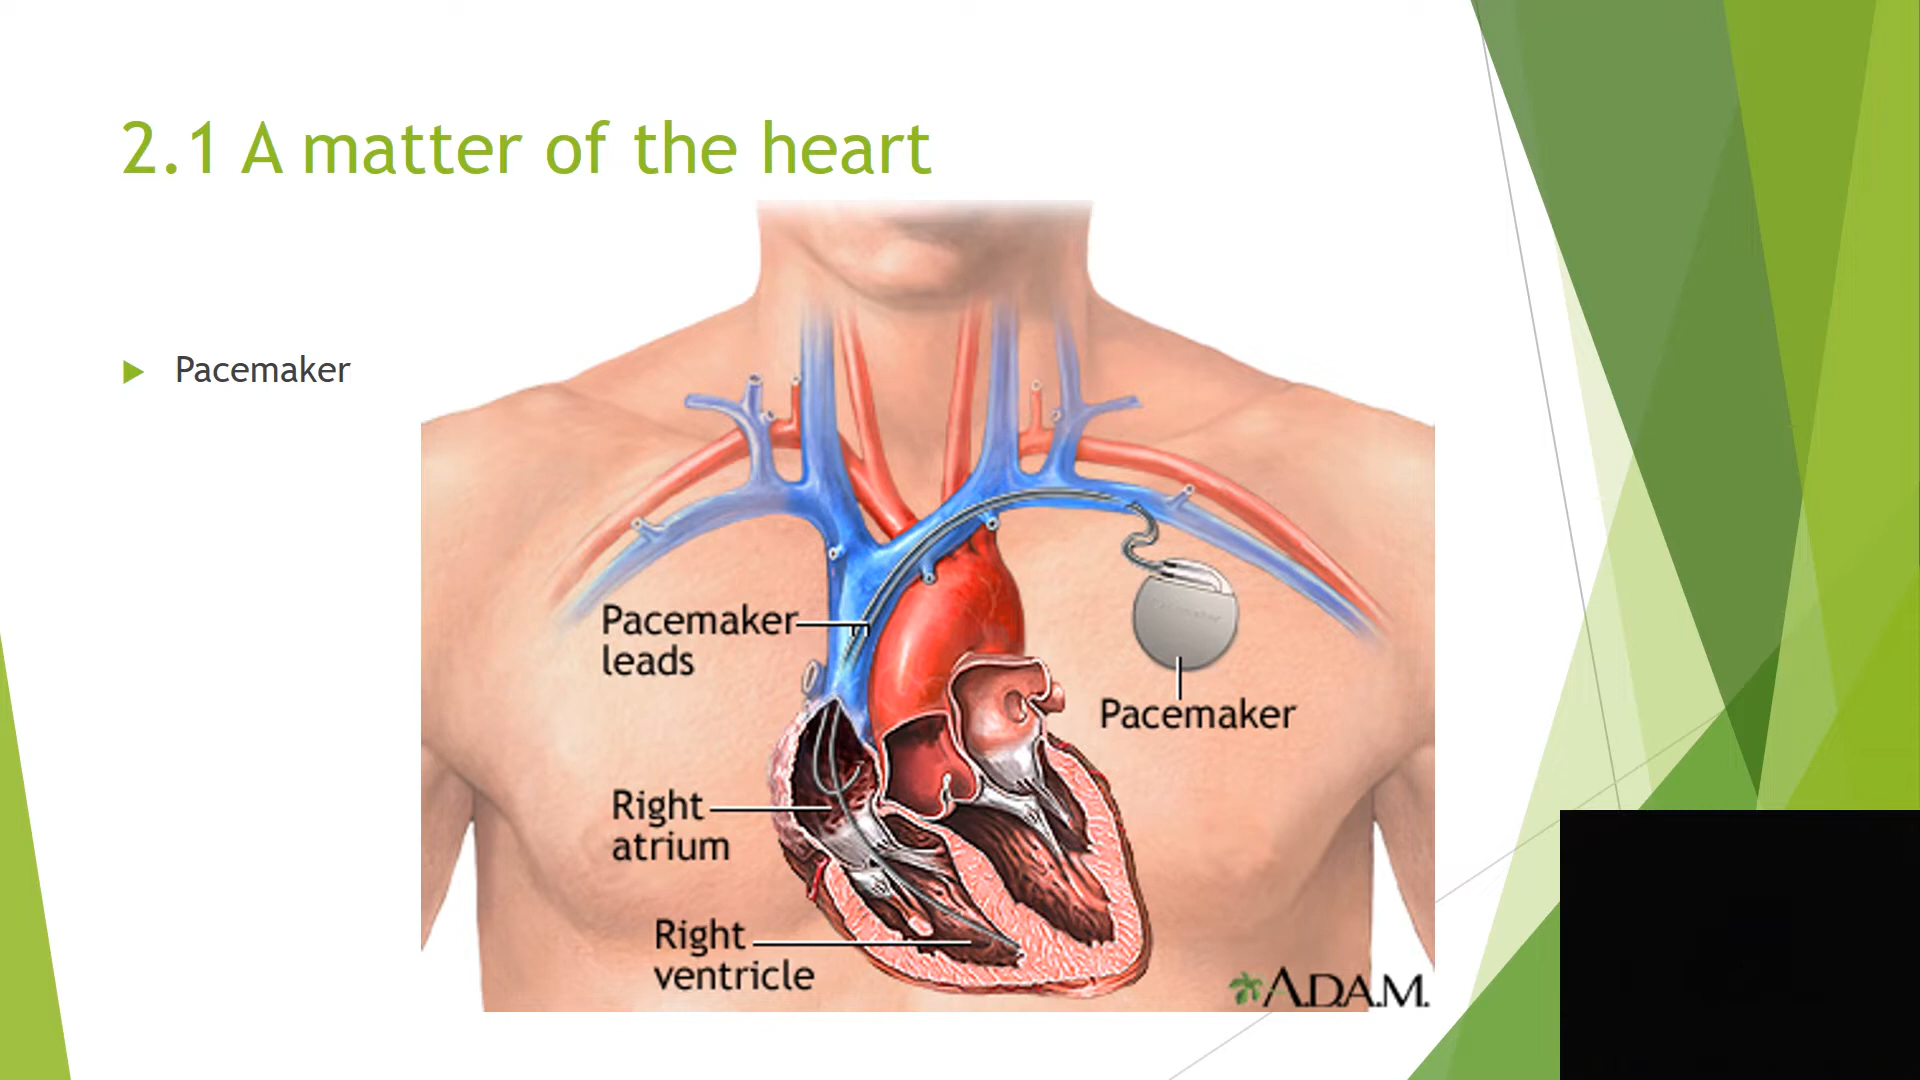 2.1 A matter of the heart
Pacemaker
Pacemaker
leads
Pacemaker
Right
atrium
Right
ventricle
A.D.A.M.